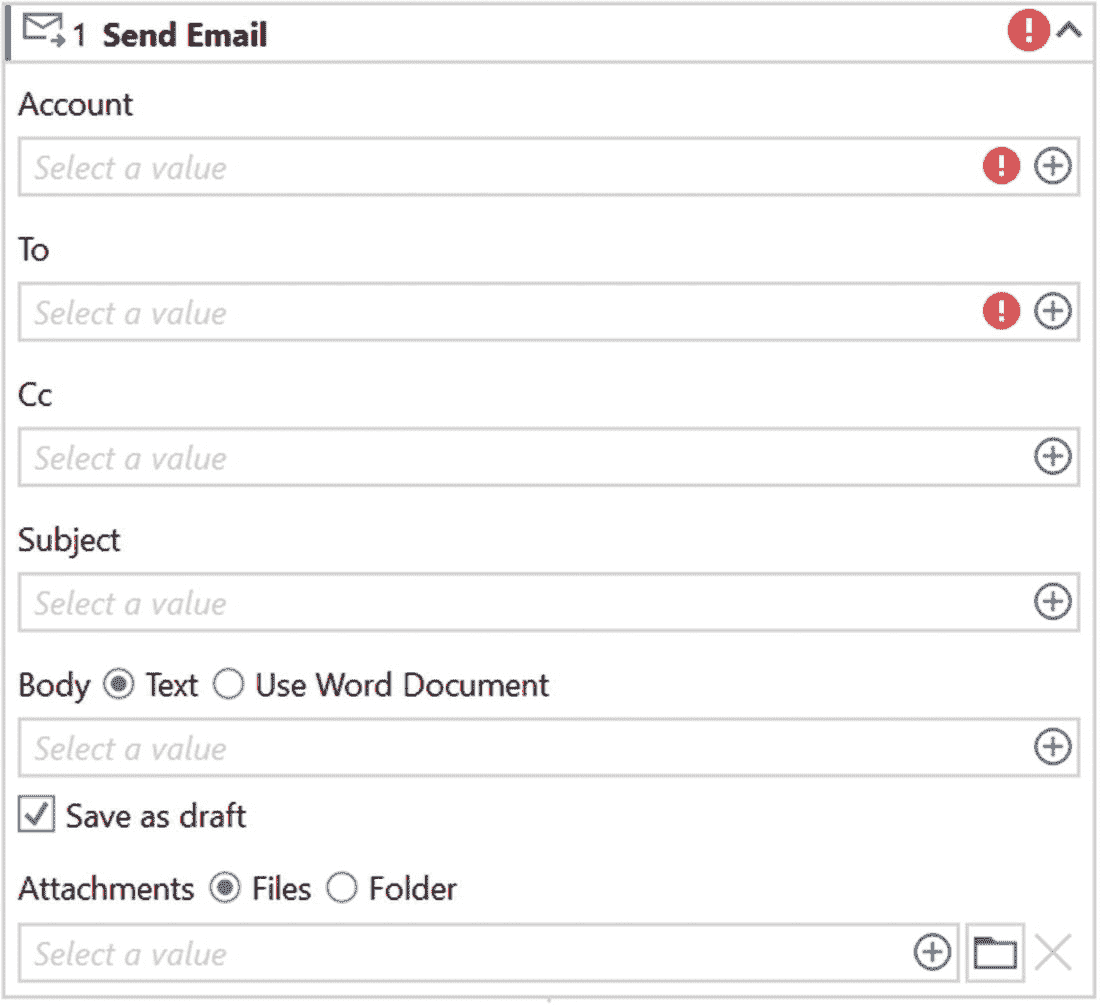 1 Send Email
Account
Select a value
To
Select a value
Cc
Select a value
Subject
Select a value
Body Text Use Word Document
Select a value
Save as draft
Attachments Files Folder
Select a value